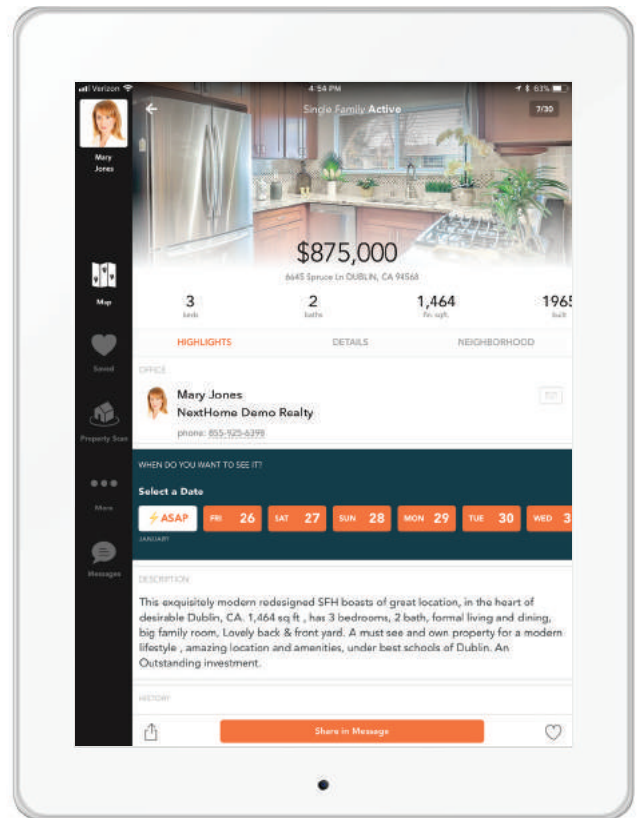 Verizon 4:54 PM 63%
Single Family Active 7/30
Mary
Jones
$875,000
6645 Spruce Ln DUBLIN, CA 94568
3 2 1,464 1965
beds baths fin. sqft. built
Map
HIGHLIGHTS DETAILS NEIGHBORHOOD
Saved
OFFICE
Mary Jones
NextHome Demo Realty
phone: 855-925-6398
Property Scan
WHEN DO YOU WANT TO SEE IT?
Select a Date
ASAP FRI 26 SAT 27 SUN 28 MON 29 TUE 30 WED 3
JANUARY
More
Messages
DESCRIPTION
This exquisitely modern redesigned SFH boasts of great location, in the heart of
desirable Dublin, CA. 1,464 sq ft , has 3 bedrooms, 2 bath, formal living and dining,
big family room, Lovely back & front yard. A must see and own property for a modern
lifestyle , amazing location and amenities, under best schools of Dublin. An
Outstanding investment.
HISTORY
Share in Message